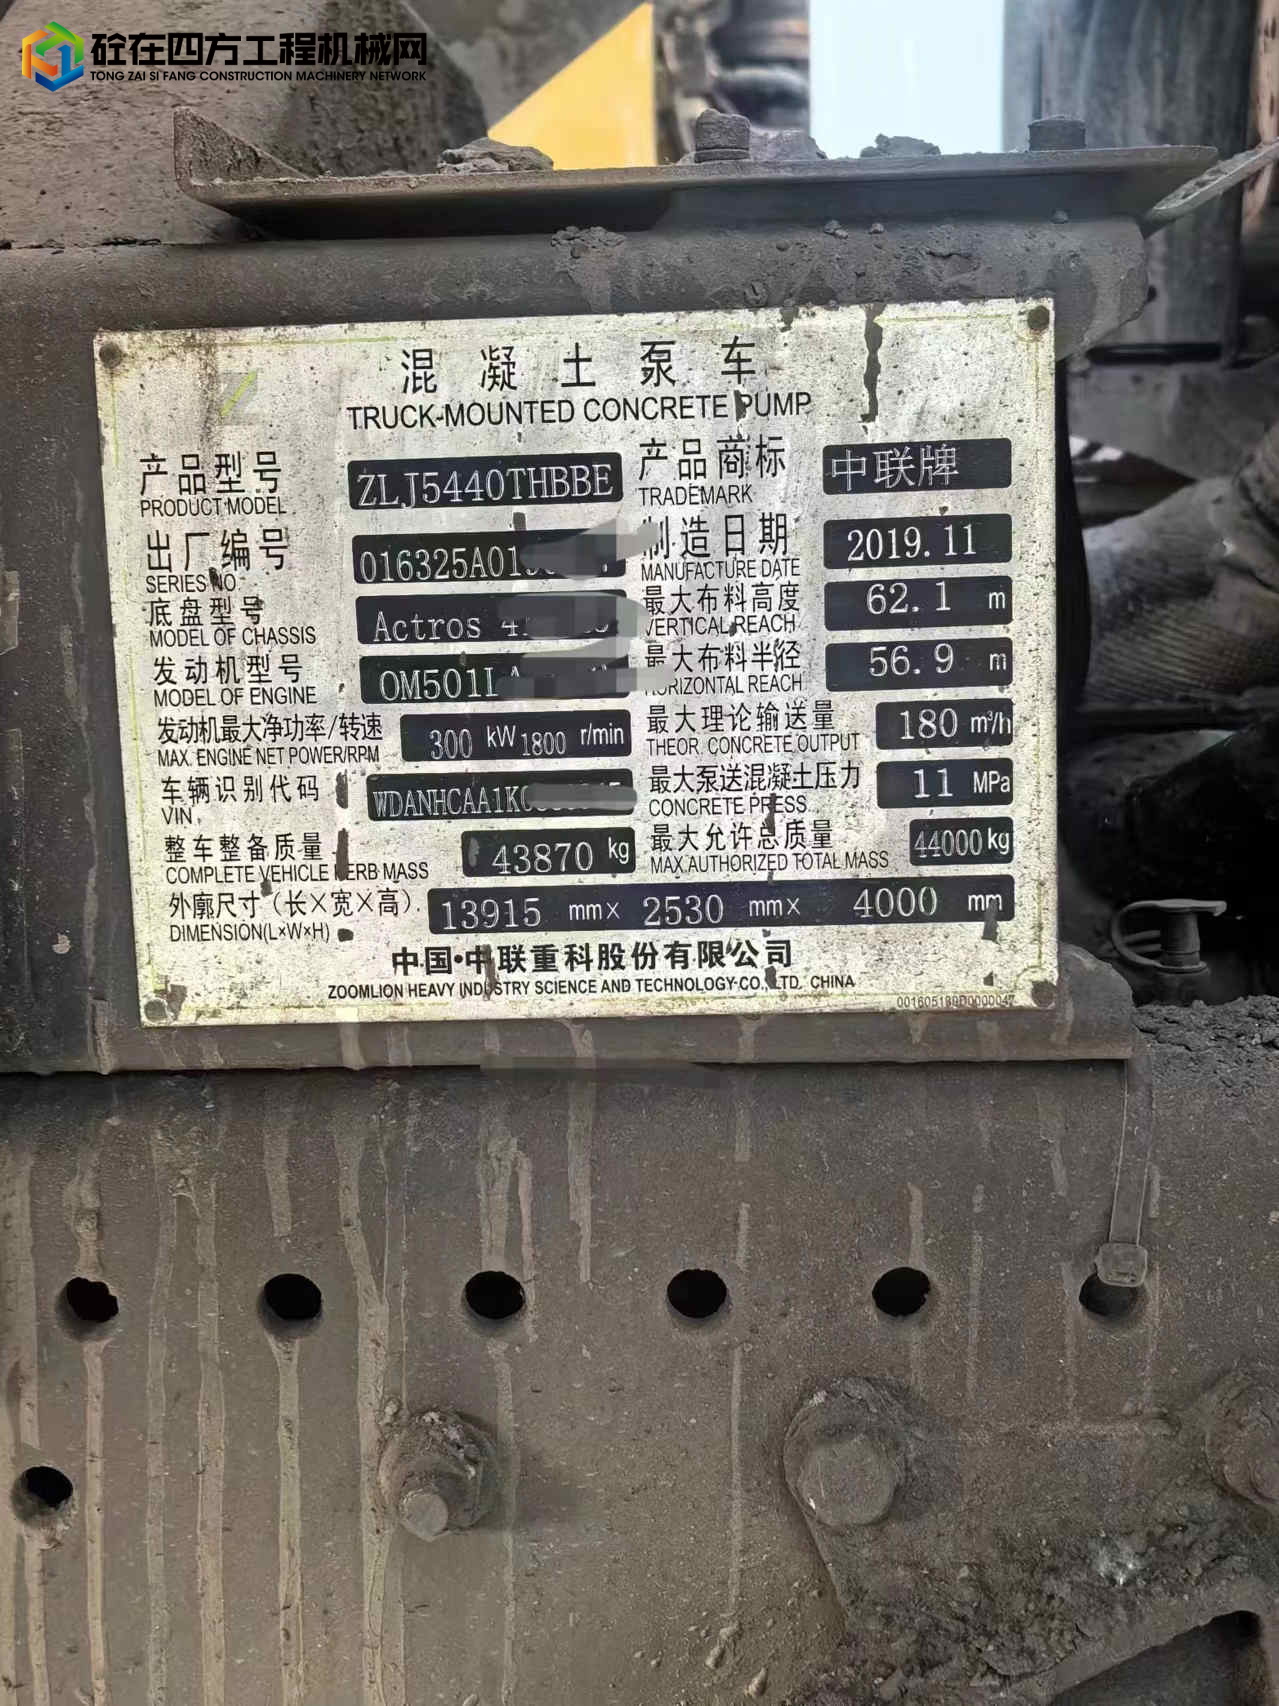 砼在四方工程机械网
TONG ZAI SI FANG CONSTRUCTION MACHINERY NETWORK
混凝土泵车
TRUCK-MOUNTED CONCRETE PUMP
产品型号 ZLJ5440THBBE 产品商标 中联牌
PRODUCT MODEL TRADEMARK
出厂编号 制造日期 2019.11
SERIES NO. MANUFACTURE DATE
底盘型号 Actros 最大布料高度 62.1 m
MODEL OF CHASSIS VERTICAL REACH
发动机型号 最大布料半径 56.9 m
MODEL OF ENGINE HORIZONTAL REACH
发动机最大净功率/转速 300 kW 1800 r/min 最大理论输送量 180 m³/h
MAX. ENGINE NET POWER/RPM THEOR. CONCRETE OUTPUT
车辆识别代码 最大泵送混凝土压力 11 MPa
VIN. CONCRETE PRESS.
整车整备质量 43870 kg 最大允许总质量 44000 kg
COMPLETE VEHICLE KERB MASS MAX.AUTHORIZED TOTAL MASS
外廓尺寸(长×宽×高) 13915 mm× 2530 mm× 4000 mm
DIMENSION(L×W×H)
中国·中联重科股份有限公司
ZOOMLION HEAVY INDUSTRY SCIENCE AND TECHNOLOGY CO., LTD. CHINA